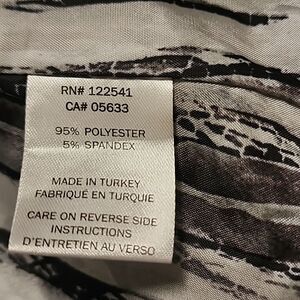 RN# 122541
CA# 05633
95% POLYESTER
5% SPANDEX
MADE IN TURKEY
FABRIQUÉ EN TURQUIE
CARE ON REVERSE SIDE
INSTRUCTIONS
D'ENTRETIEN AU VERSO